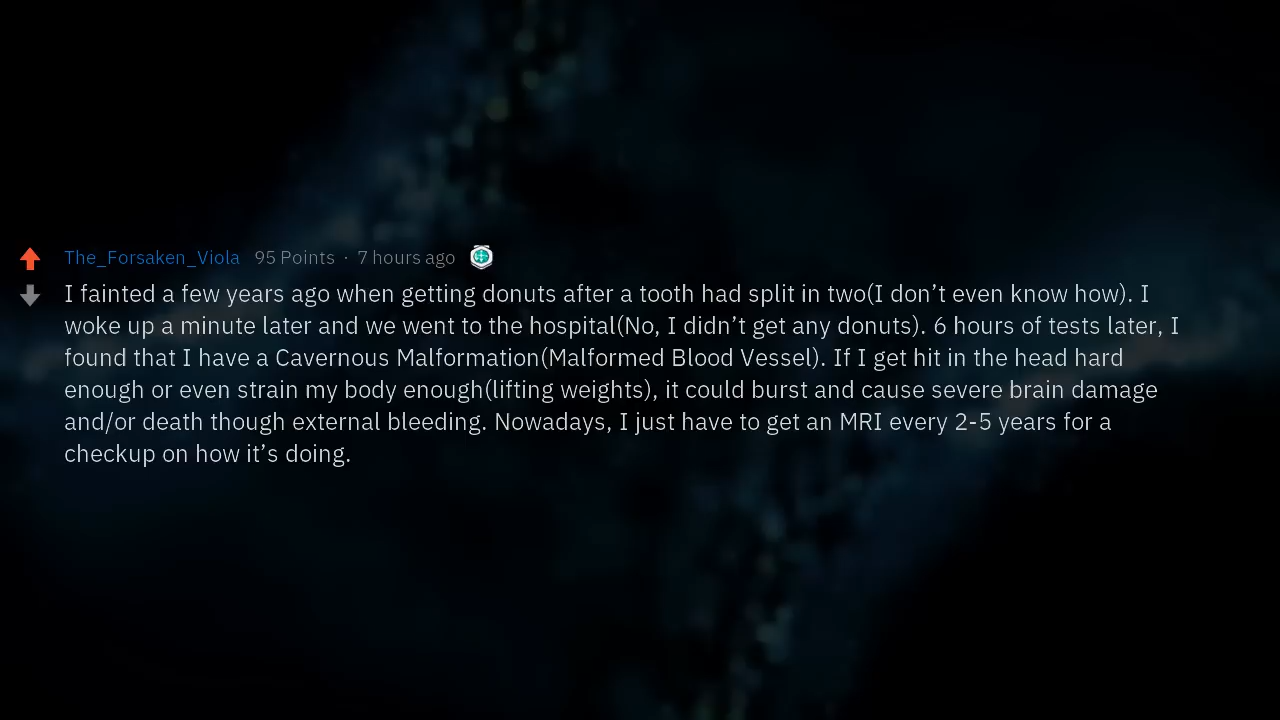 The_Forsaken_Viola 95 Points · 7 hours ago
I fainted a few years ago when getting donuts after a tooth had split in two(I don’t even know how). I
woke up a minute later and we went to the hospital(No, I didn’t get any donuts). 6 hours of tests later, I
found that I have a Cavernous Malformation(Malformed Blood Vessel). If I get hit in the head hard
enough or even strain my body enough(lifting weights), it could burst and cause severe brain damage
and/or death though external bleeding. Nowadays, I just have to get an MRI every 2-5 years for a
checkup on how it’s doing.